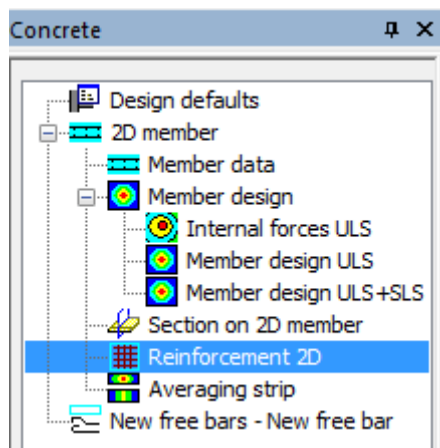 Concrete
Design defaults
2D member
Member data
Member design
Internal forces ULS
Member design ULS
Member design ULS+SLS
Section on 2D member
Reinforcement 2D
Averaging strip
New free bars - New free bar